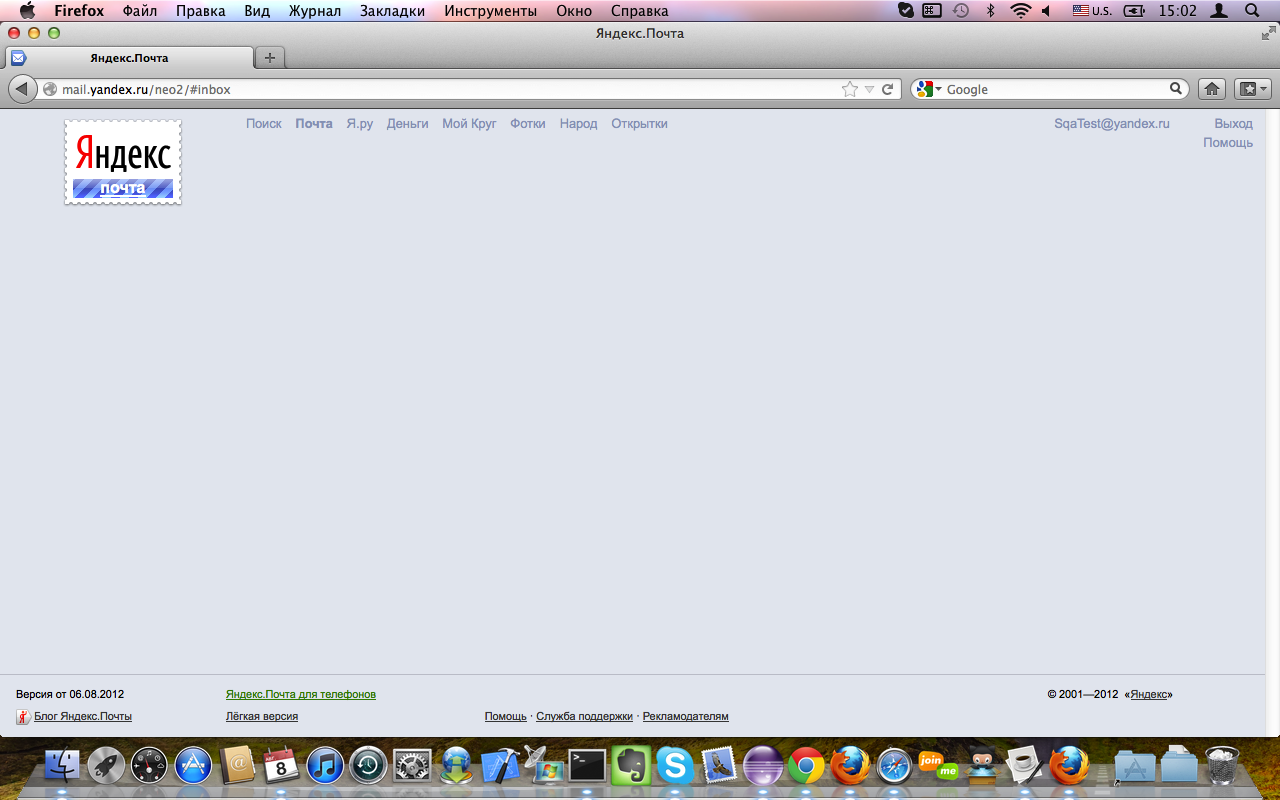 Firefox Файл Правка Вид Журнал Закладки Инструменты Окно Справка U.S. 15:02
Яндекс.Почта
Яндекс.Почта
mail.yandex.ru/neo2/#inbox Google
Поиск Почта Я.ру Деньги Мой Круг Фотки Народ Открытки SqaTest@yandex.ru Выход
Помощь
Яндекс
почта
Версия от 06.08.2012 Яндекс.Почта для телефонов © 2001—2012 «Яндекс»
Блог Яндекс.Почты Лёгкая версия Помощь · Служба поддержки · Рекламодателям
8
join
me